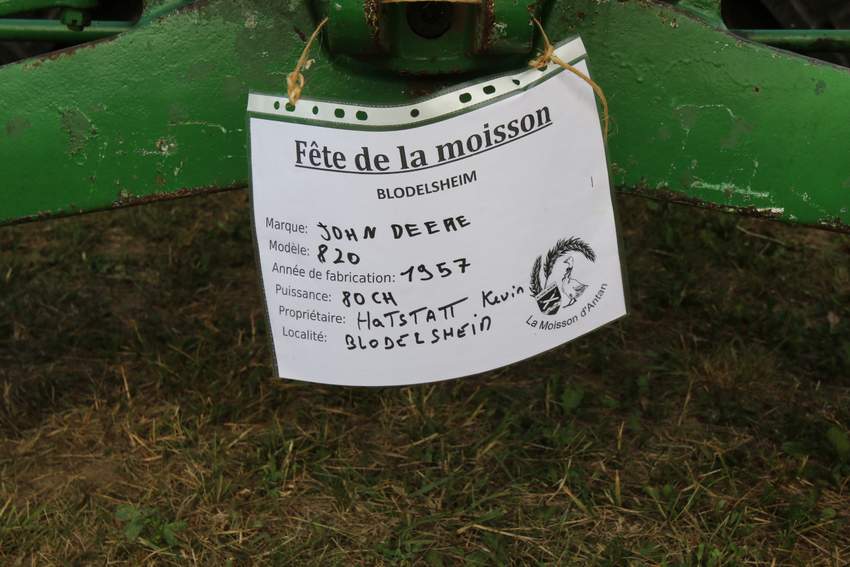 Fête de la moisson
BLODELSHEIM
Marque: JOHN DEERE
Modèle: 820
Année de fabrication: 1957
Puissance: 80 CH
Propriétaire: HaTSTATT Kevin
Localité: BLODELSHEIM
La Moisson d'Antan